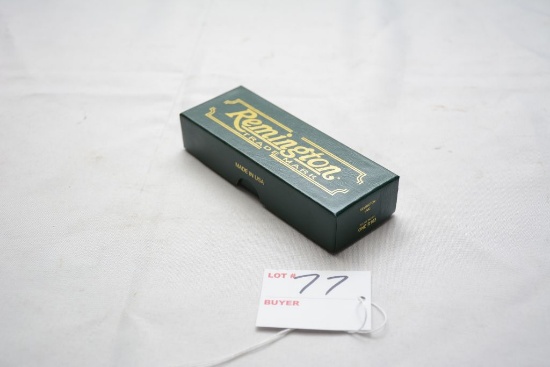 Remington
TRADE MARK
MADE IN USA
LOT # 77
BUYER